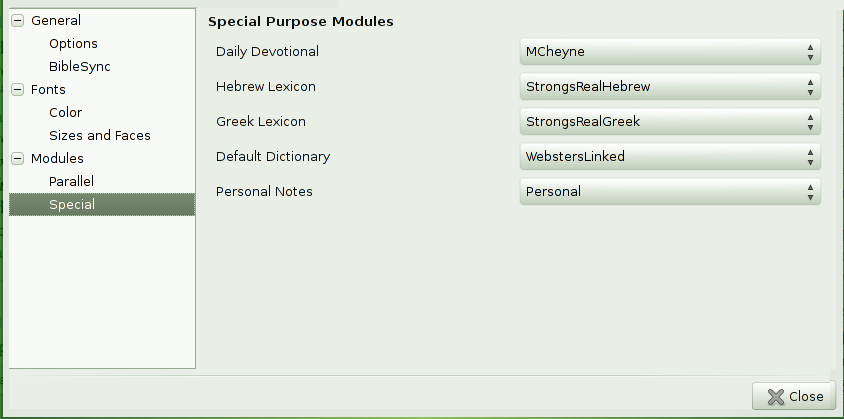 General
Options
BibleSync
Fonts
Color
Sizes and Faces
Modules
Parallel
Special
Special Purpose Modules
Daily Devotional MCheyne
Hebrew Lexicon StrongsRealHebrew
Greek Lexicon StrongsRealGreek
Default Dictionary WebstersLinked
Personal Notes Personal
Close